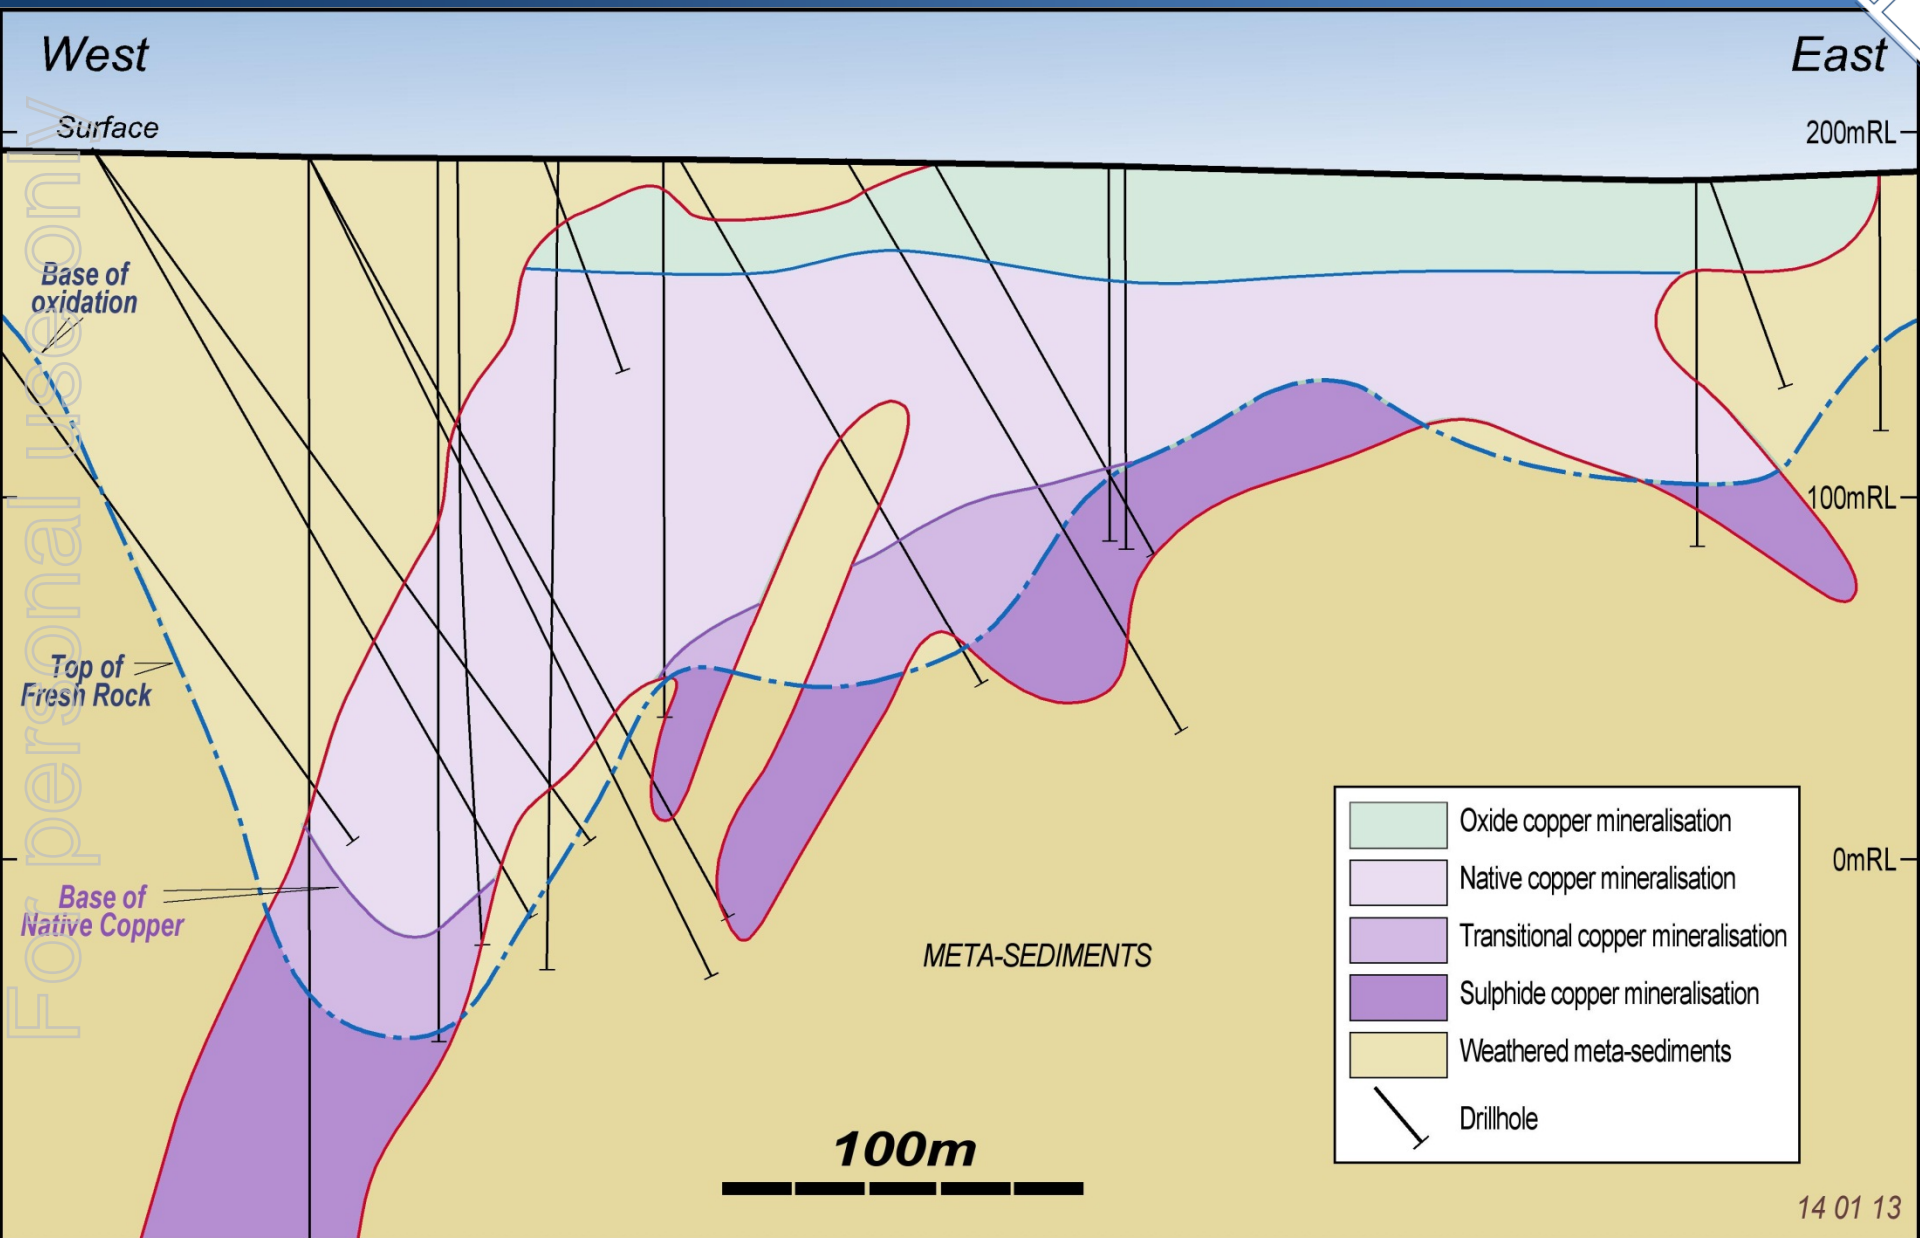 West
East
Surface
200mRL
For personal use only
Base of
oxidation
100mRL
Top of
Fresh Rock
Base of
Native Copper
0mRL
META-SEDIMENTS
Oxide copper mineralisation
Native copper mineralisation
Transitional copper mineralisation
Sulphide copper mineralisation
Weathered meta-sediments
Drillhole
100m
14 01 13